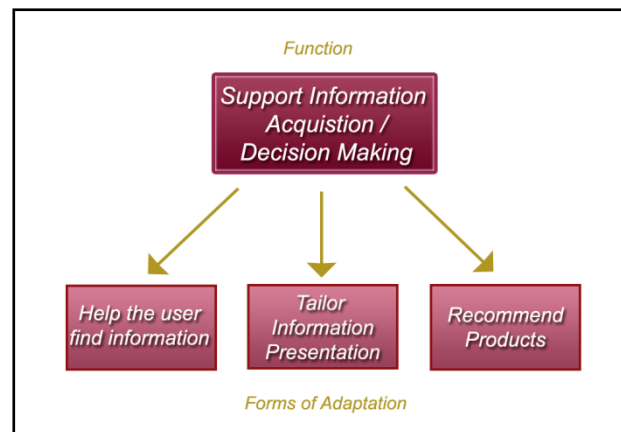 Function
Support Information
Acquistion /
Decision Making
Help the user
find information
Tailor
Information
Presentation
Recommend
Products
Forms of Adaptation